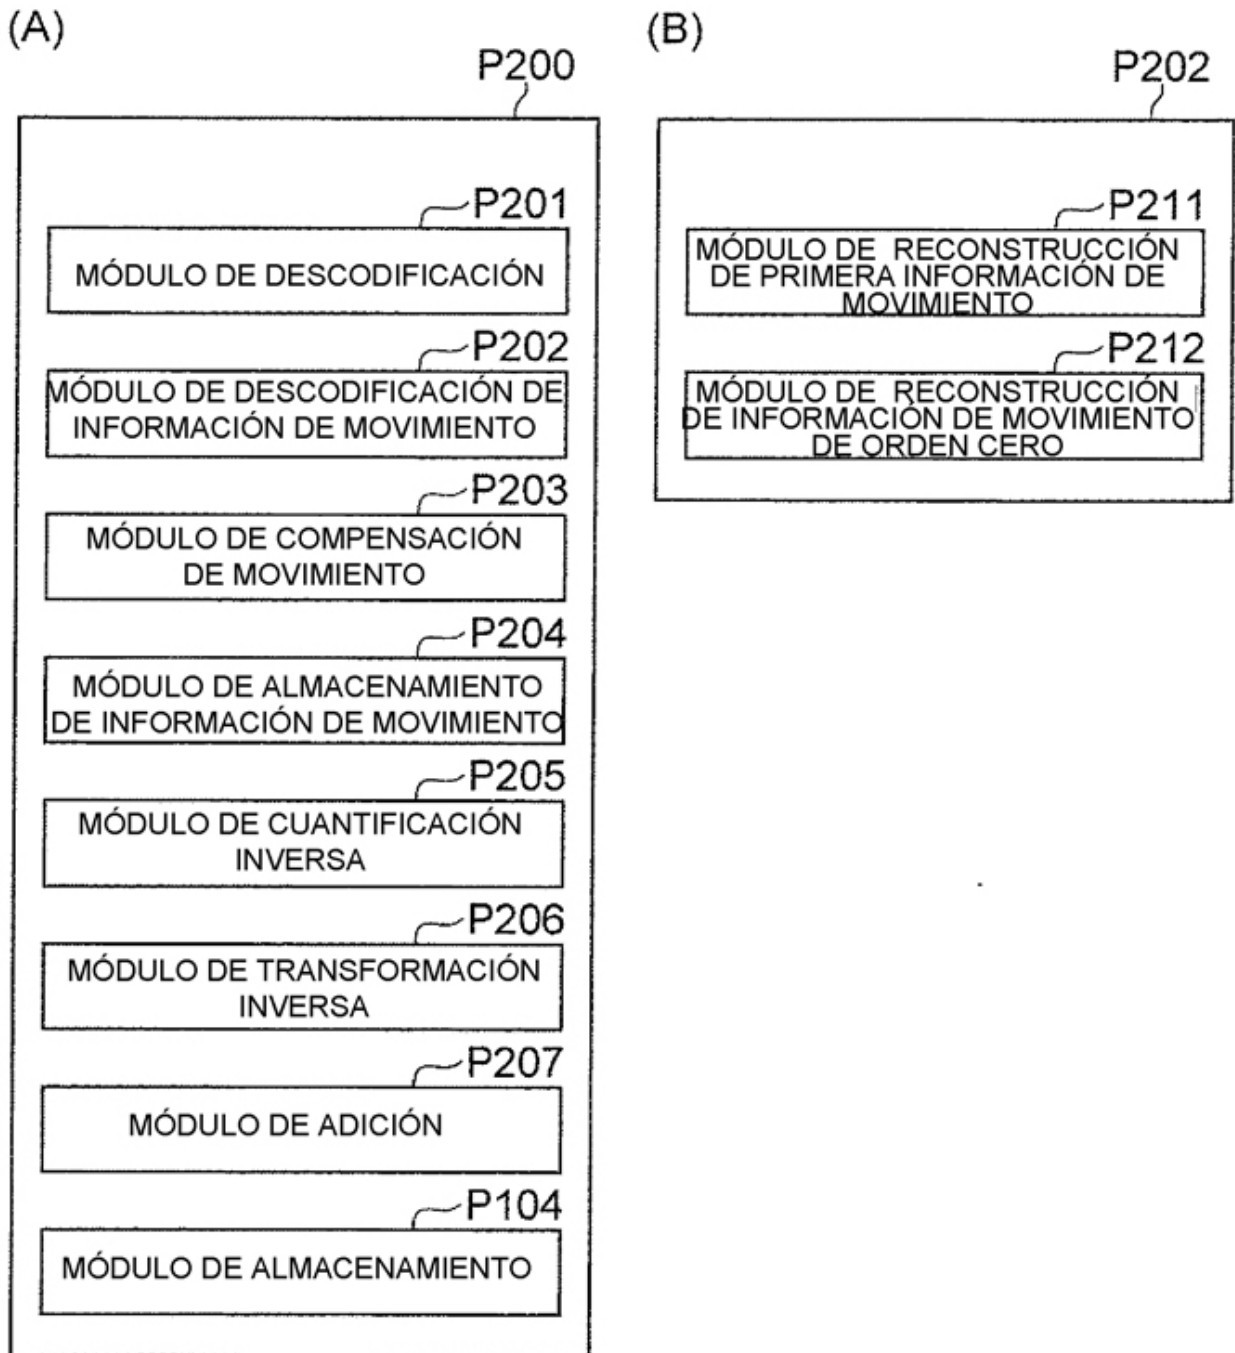 (A)
P200
P201
MÓDULO DE DESCODIFICACIÓN
P202
MÓDULO DE DESCODIFICACIÓN DE
INFORMACIÓN DE MOVIMIENTO
P203
MÓDULO DE COMPENSACIÓN
DE MOVIMIENTO
P204
MÓDULO DE ALMACENAMIENTO
DE INFORMACIÓN DE MOVIMIENTO
P205
MÓDULO DE CUANTIFICACIÓN
INVERSA
P206
MÓDULO DE TRANSFORMACIÓN
INVERSA
P207
MÓDULO DE ADICIÓN
P104
MÓDULO DE ALMACENAMIENTO
(B)
P202
P211
MÓDULO DE RECONSTRUCCIÓN
DE PRIMERA INFORMACIÓN DE
MOVIMIENTO
P212
MÓDULO DE RECONSTRUCCIÓN
DE INFORMACIÓN DE MOVIMIENTO
DE ORDEN CERO